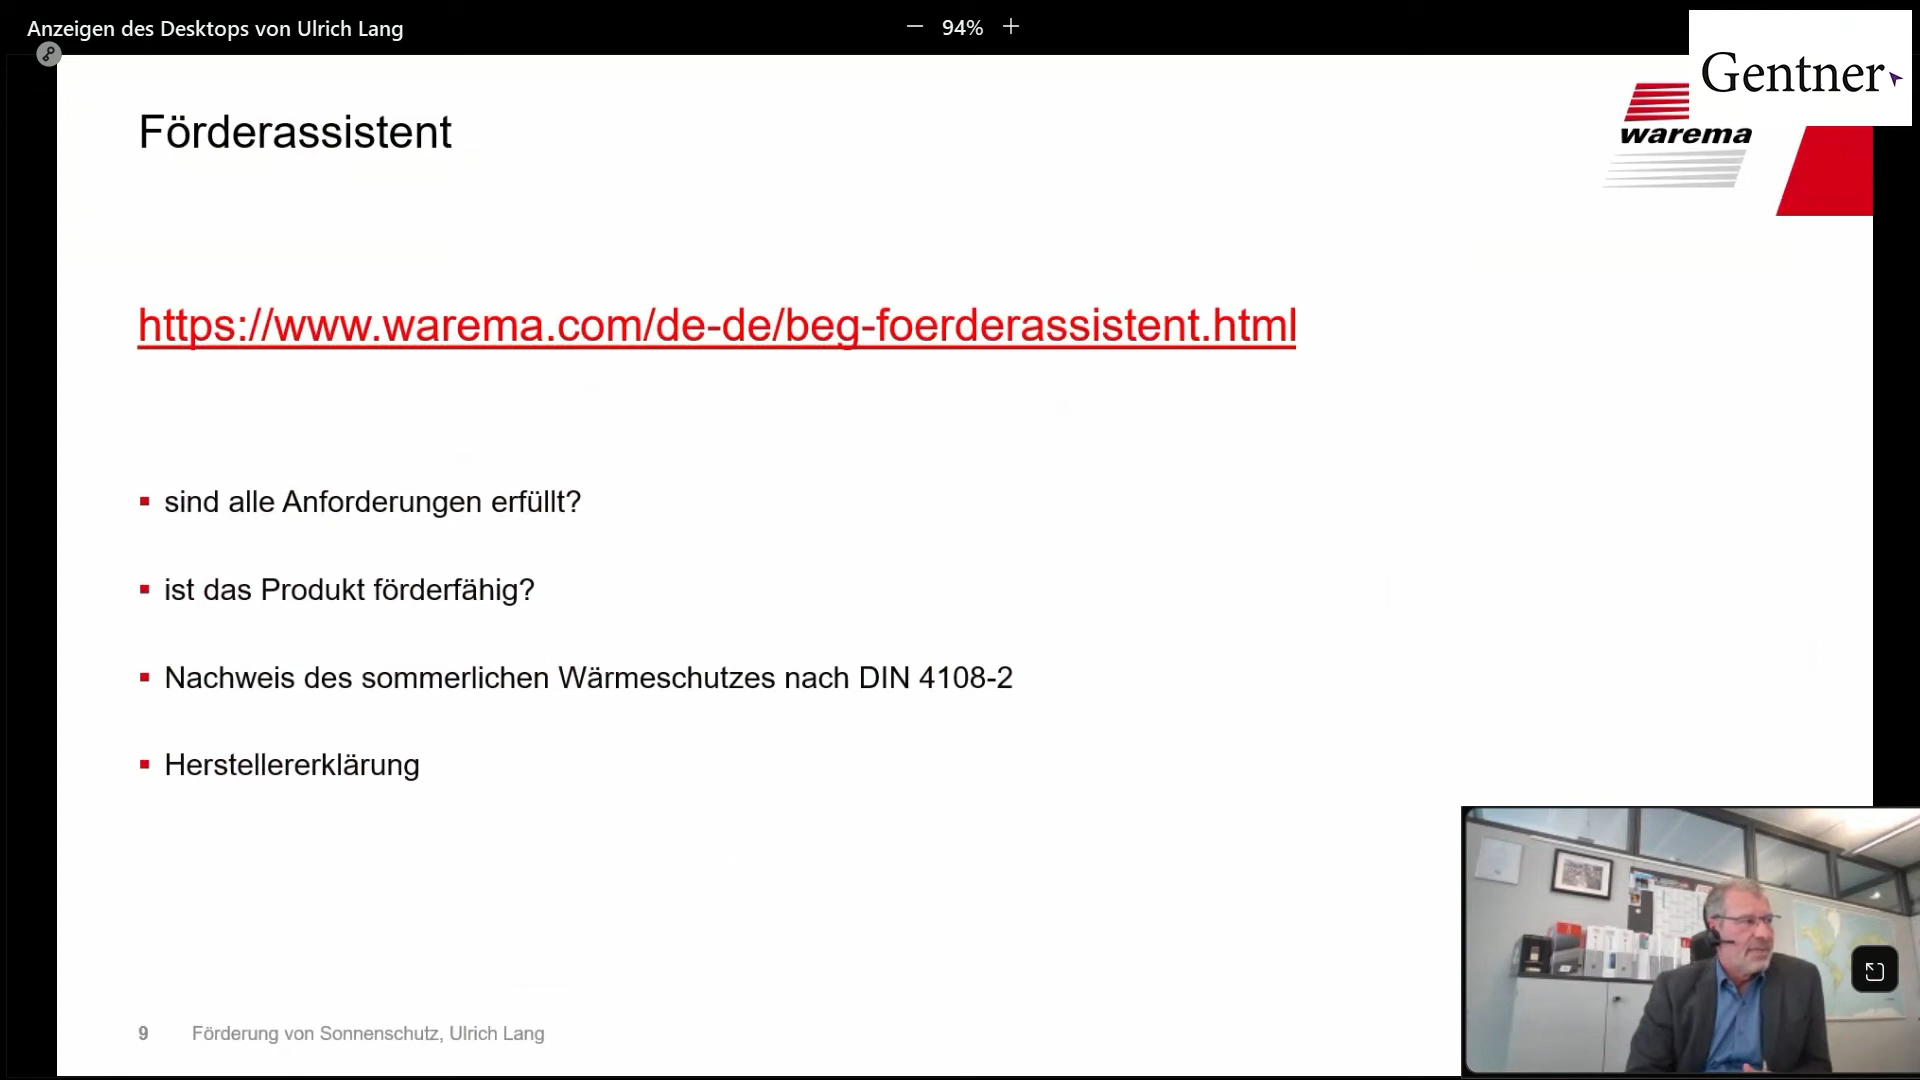 Anzeigen des Desktops von Ulrich Lang
94%
Gentner
warema
Förderassistent
https://www.warema.com/de-de/beg-foerderassistent.html
sind alle Anforderungen erfüllt?
ist das Produkt förderfähig?
Nachweis des sommerlichen Wärmeschutzes nach DIN 4108-2
Herstellererklärung
9 Förderung von Sonnenschutz, Ulrich Lang